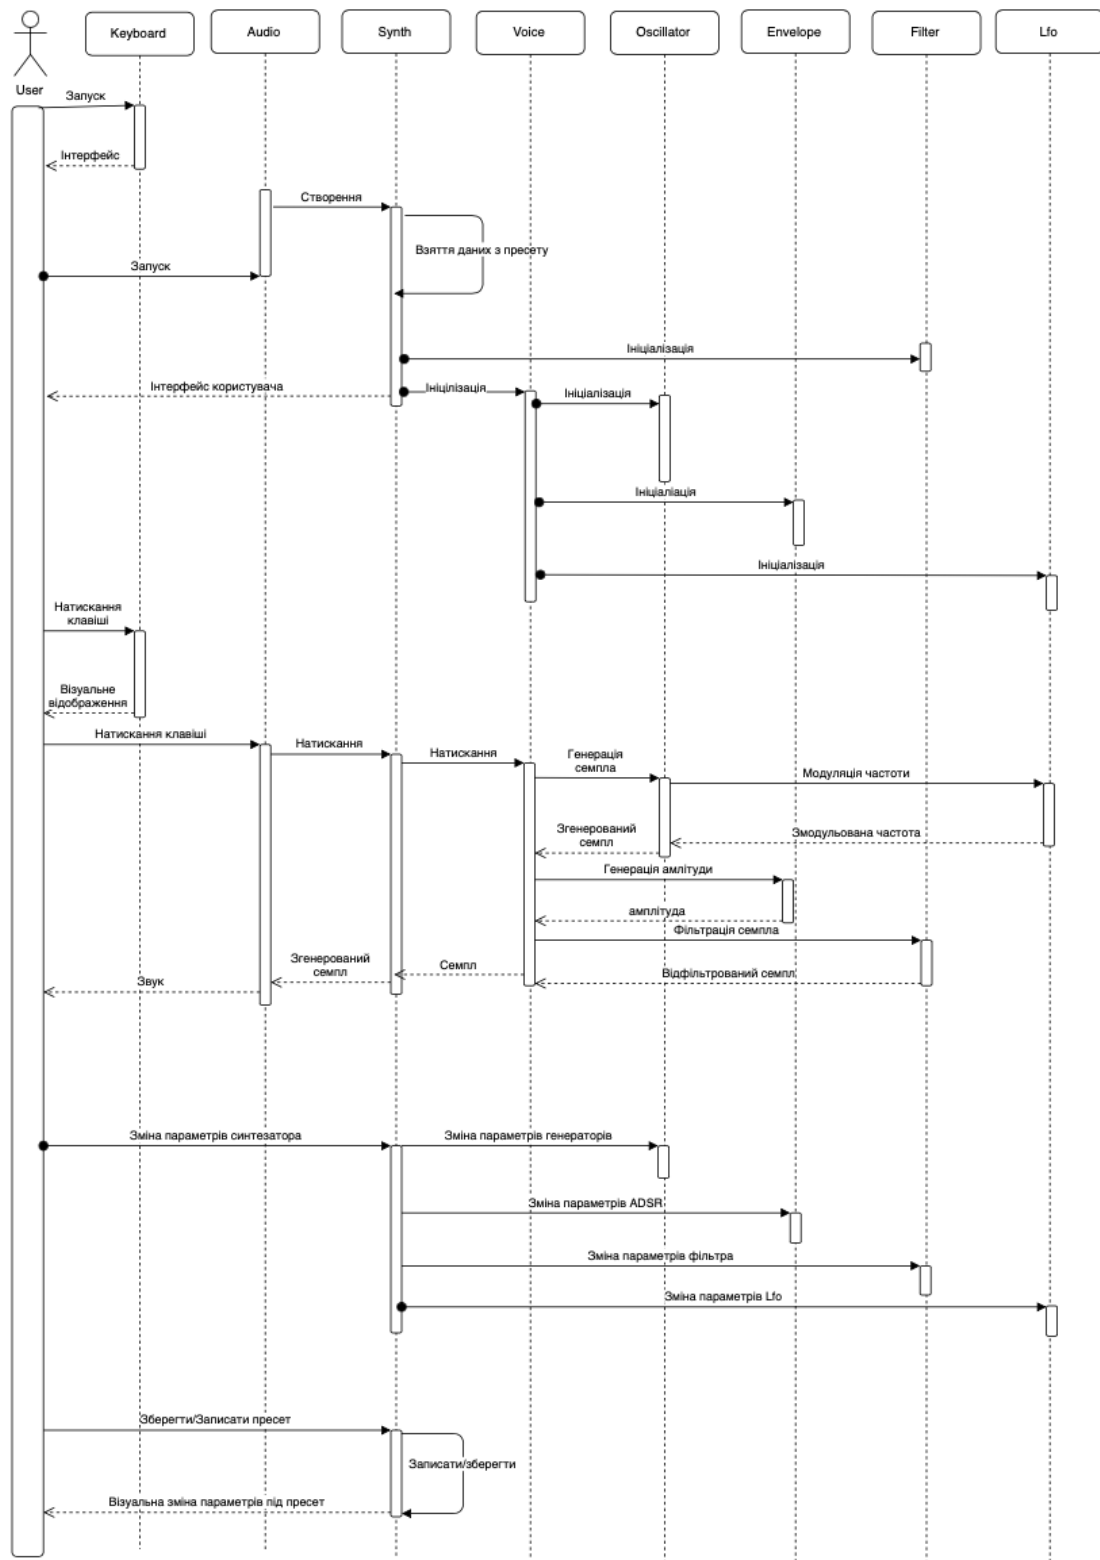 Keyboard
Audio
Synth
Voice
Oscillator
Envelope
Filter
Lfo
User
Запуск
Інтерфейс
Створення
Взяття даних з пресету
Запуск
Ініціалізація
Інтерфейс користувача
Ініцілізація
Ініціалізація
Ініціаліація
Ініціалізація
Натискання
клавіші
Візуальне
відображення
Натискання клавіші
Натискання
Натискання
Генерація
семпла
Модуляція частоти
Змодульована частота
Згенерований
семпл
Генерація амлітуди
амплітуда
Фільтрація семпла
Відфільтрований семпл
Семпл
Згенерований
семпл
Звук
Зміна параметрів синтезатора
Зміна параметрів генераторів
Зміна параметрів ADSR
Зміна параметрів фільтра
Зміна параметрів Lfo
Зберегти/Записати пресет
Записати/зберегти
Візуальна зміна параметрів під пресет